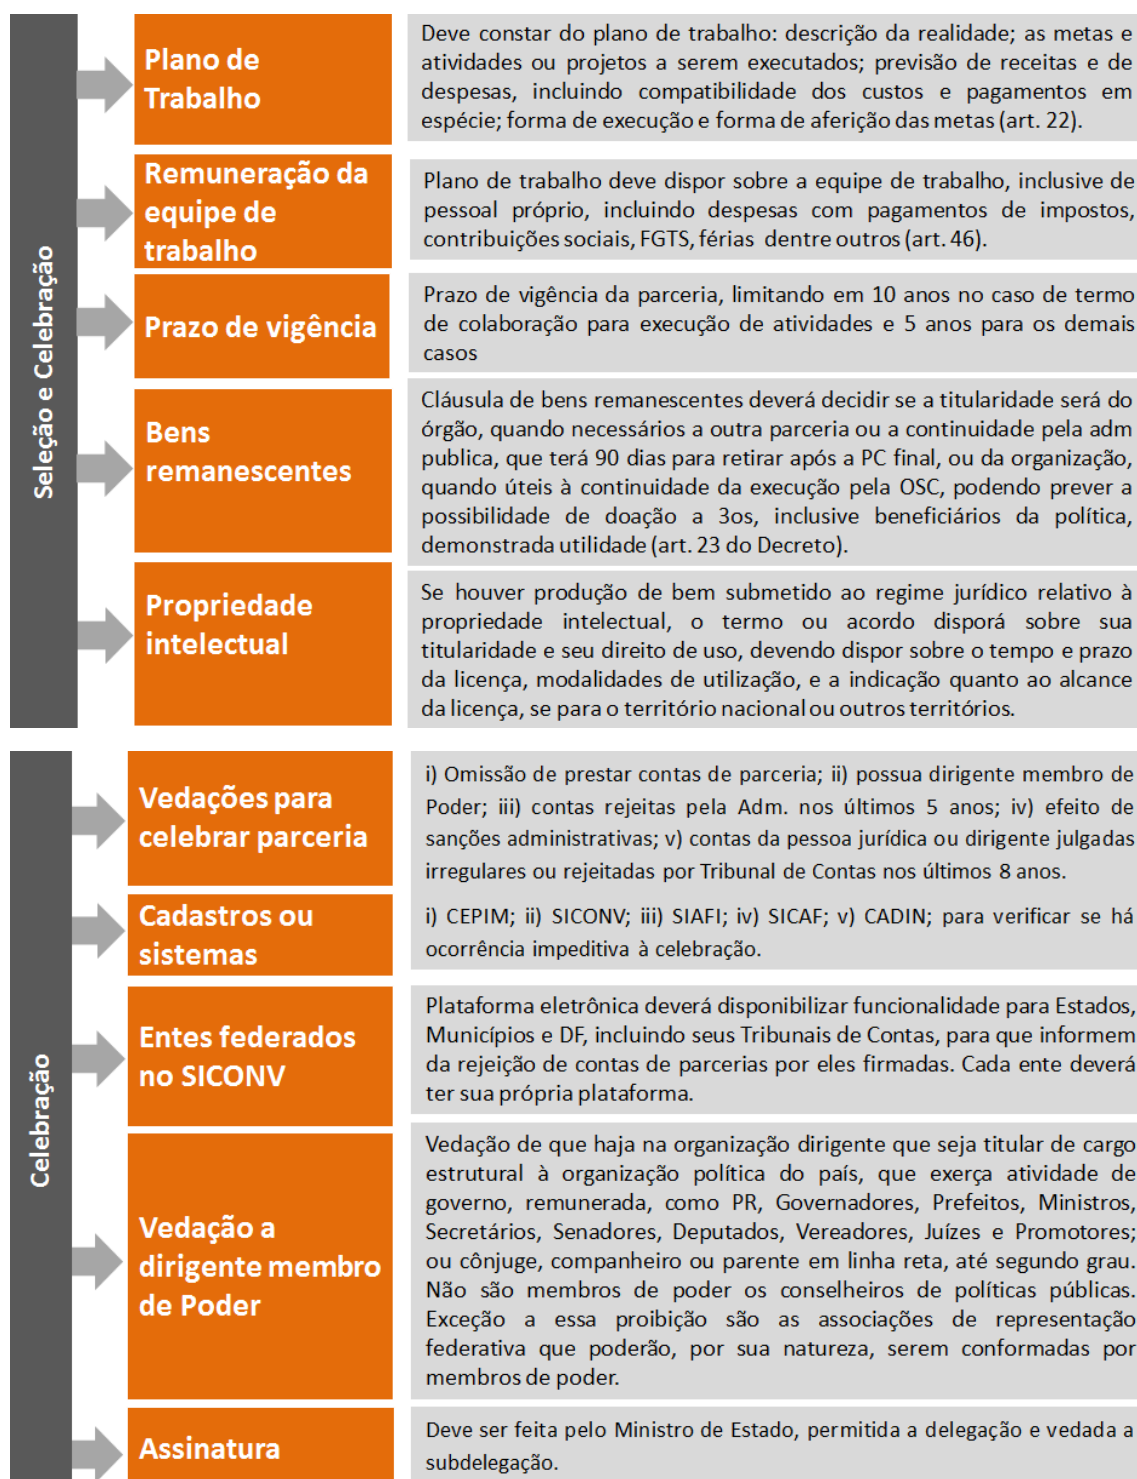 Seleção e Celebração
Plano de
Trabalho
Deve constar do plano de trabalho: descrição da realidade; as metas e
atividades ou projetos a serem executados; previsão de receitas e de
despesas, incluindo compatibilidade dos custos e pagamentos em
espécie; forma de execução e forma de aferição das metas (art. 22).
Remuneração da
equipe de
trabalho
Plano de trabalho deve dispor sobre a equipe de trabalho, inclusive de
pessoal próprio, incluindo despesas com pagamentos de impostos,
contribuições sociais, FGTS, férias dentre outros (art. 46).
Prazo de vigência
Prazo de vigência da parceria, limitando em 10 anos no caso de termo
de colaboração para execução de atividades e 5 anos para os demais
casos
Bens
remanescentes
Cláusula de bens remanescentes deverá decidir se a titularidade será do
órgão, quando necessários a outra parceria ou a continuidade pela adm
publica, que terá 90 dias para retirar após a PC final, ou da organização,
quando úteis à continuidade da execução pela OSC, podendo prever a
possibilidade de doação a 3os, inclusive beneficiários da política,
demonstrada utilidade (art. 23 do Decreto).
Propriedade
intelectual
Se houver produção de bem submetido ao regime jurídico relativo à
propriedade intelectual, o termo ou acordo disporá sobre sua
titularidade e seu direito de uso, devendo dispor sobre o tempo e prazo
da licença, modalidades de utilização, e a indicação quanto ao alcance
da licença, se para o território nacional ou outros territórios.
Celebração
Vedações para
celebrar parceria
i) Omissão de prestar contas de parceria; ii) possua dirigente membro de
Poder; iii) contas rejeitas pela Adm. nos últimos 5 anos; iv) efeito de
sanções administrativas; v) contas da pessoa jurídica ou dirigente julgadas
irregulares ou rejeitadas por Tribunal de Contas nos últimos 8 anos.
Cadastros ou
sistemas
i) CEPIM; ii) SICONV; iii) SIAFI; iv) SICAF; v) CADIN; para verificar se há
ocorrência impeditiva à celebração.
Entes federados
no SICONV
Plataforma eletrônica deverá disponibilizar funcionalidade para Estados,
Municípios e DF, incluindo seus Tribunais de Contas, para que informem
da rejeição de contas de parcerias por eles firmadas. Cada ente deverá
ter sua própria plataforma.
Vedação a
dirigente membro
de Poder
Vedação de que haja na organização dirigente que seja titular de cargo
estrutural à organização política do país, que exerça atividade de
governo, remunerada, como PR, Governadores, Prefeitos, Ministros,
Secretários, Senadores, Deputados, Vereadores, Juízes e Promotores;
ou cônjuge, companheiro ou parente em linha reta, até segundo grau.
Não são membros de poder os conselheiros de políticas públicas.
Exceção a essa proibição são as associações de representação
federativa que poderão, por sua natureza, serem conformadas por
membros de poder.
Assinatura
Deve ser feita pelo Ministro de Estado, permitida a delegação e vedada a
subdelegação.